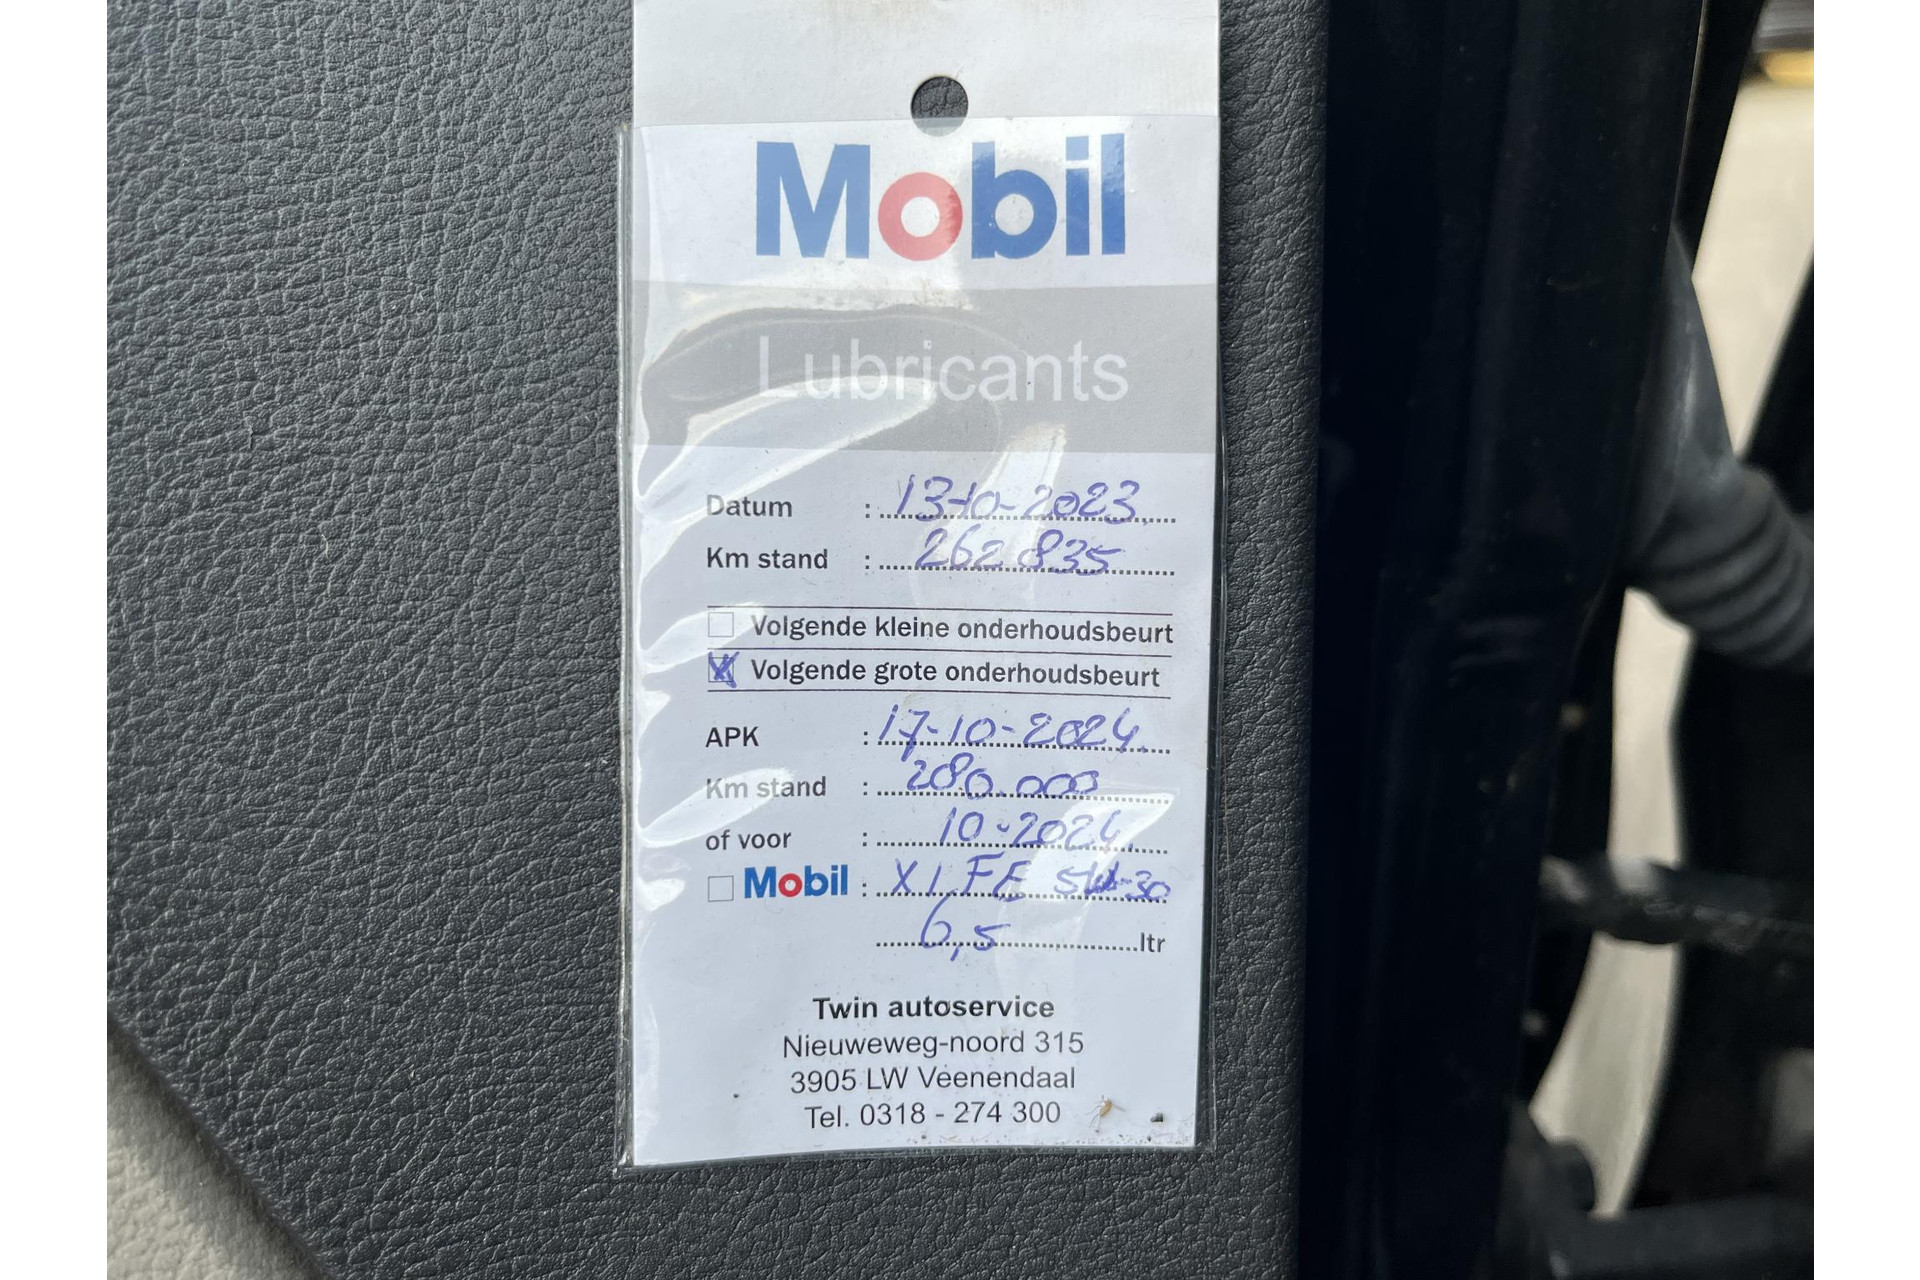 Mobil
Lubricants
Datum : 13-10-2023
Km stand : 262 835
Volgende kleine onderhoudsbeurt
X Volgende grote onderhoudsbeurt
APK : 17-10-2024
Km stand : 280.000
of voor : 10-2024
Mobil : X1 FE 5W-30
6,5 ltr
Twin autoservice
Nieuweweg-noord 315
3905 LW Veenendaal
Tel. 0318 - 274 300